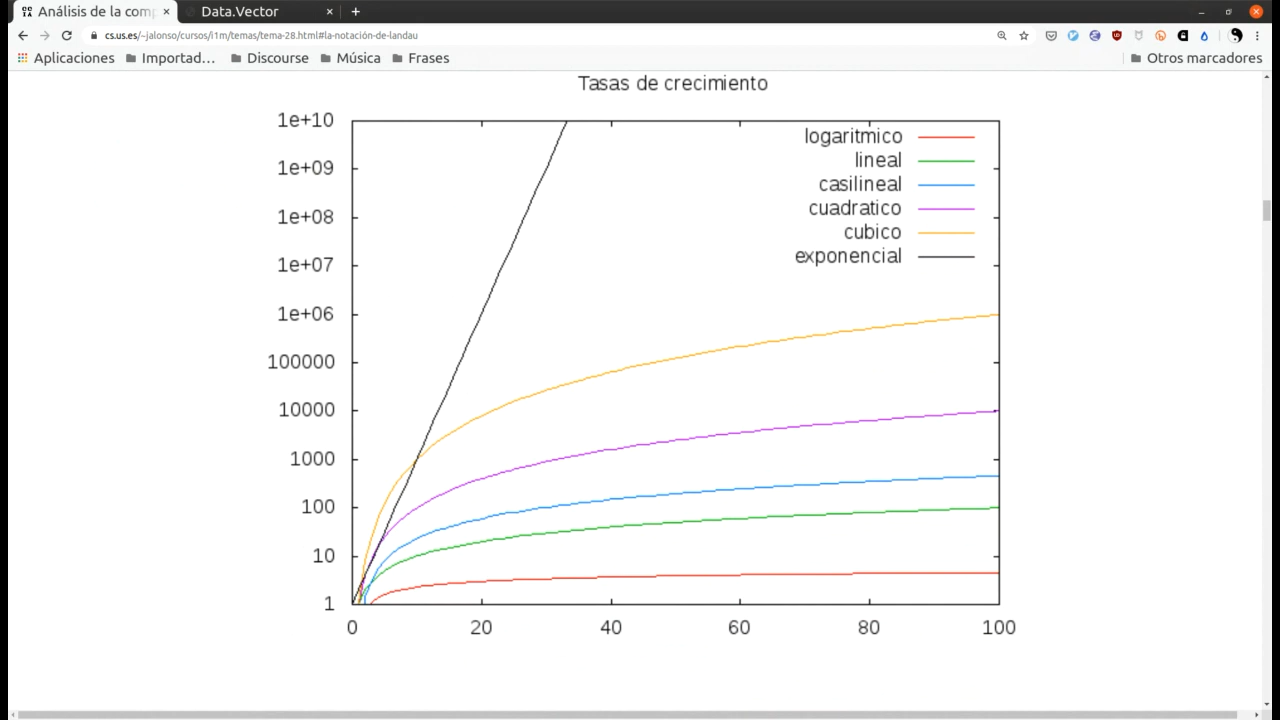 Análisis de la comp
Data.Vector
cs.us.es/~jalonso/cursos/i1m/temas/tema-28.html#la-notación-de-landau
Aplicaciones Importad… Discourse Música Frases Otros marcadores
Tasas de crecimiento
1e+10
1e+09
1e+08
1e+07
1e+06
100000
10000
1000
100
10
1
logaritmico
lineal
casilineal
cuadratico
cubico
exponencial
0 20 40 60 80 100